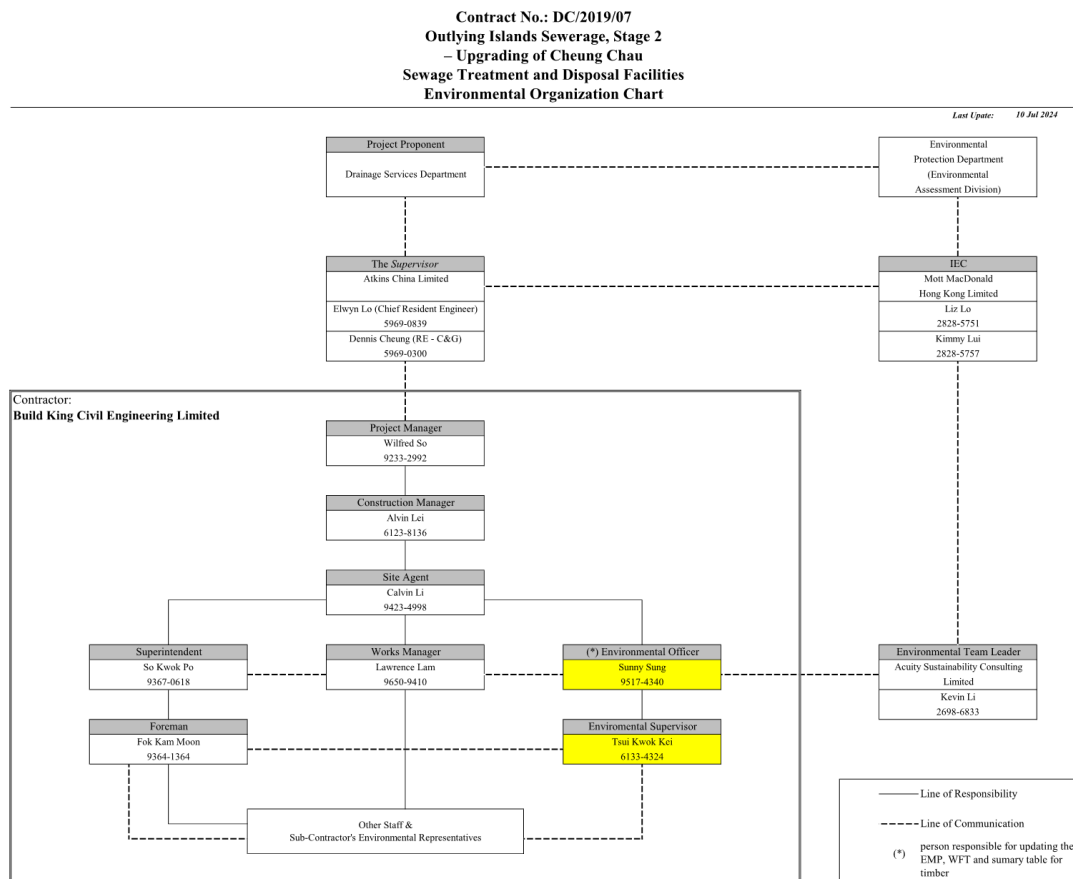 Contract No.: DC/2019/07
Outlying Islands Sewerage, Stage 2
– Upgrading of Cheung Chau
Sewage Treatment and Disposal Facilities
Environmental Organization Chart
Last Upate: 10 Jul 2024
Project Proponent
Drainage Services Department
Environmental
Protection Department
(Environmental
Assessment Division)
The Supervisor
Atkins China Limited
Elwyn Lo (Chief Resident Engineer)
5969-0839
Dennis Cheung (RE - C&G)
5969-0300
IEC
Mott MacDonald
Hong Kong Limited
Liz Lo
2828-5751
Kimmy Lui
2828-5757
Contractor:
Build King Civil Engineering Limited
Project Manager
Wilfred So
9233-2992
Construction Manager
Alvin Lei
6123-8136
Site Agent
Calvin Li
9423-4998
Superintendent
So Kwok Po
9367-0618
Works Manager
Lawrence Lam
9650-9410
(*) Environmental Officer
Sunny Sung
9517-4340
Environmental Team Leader
Acuity Sustainability Consulting
Limited
Kevin Li
2698-6833
Foreman
Fok Kam Moon
9364-1364
Enviromental Supervisor
Tsui Kwok Kei
6133-4324
Other Staff &
Sub-Contractor's Environmental Representatives
Line of Responsibility
Line of Communication
(*) person responsible for updating the
EMP, WFT and sumary table for
timber